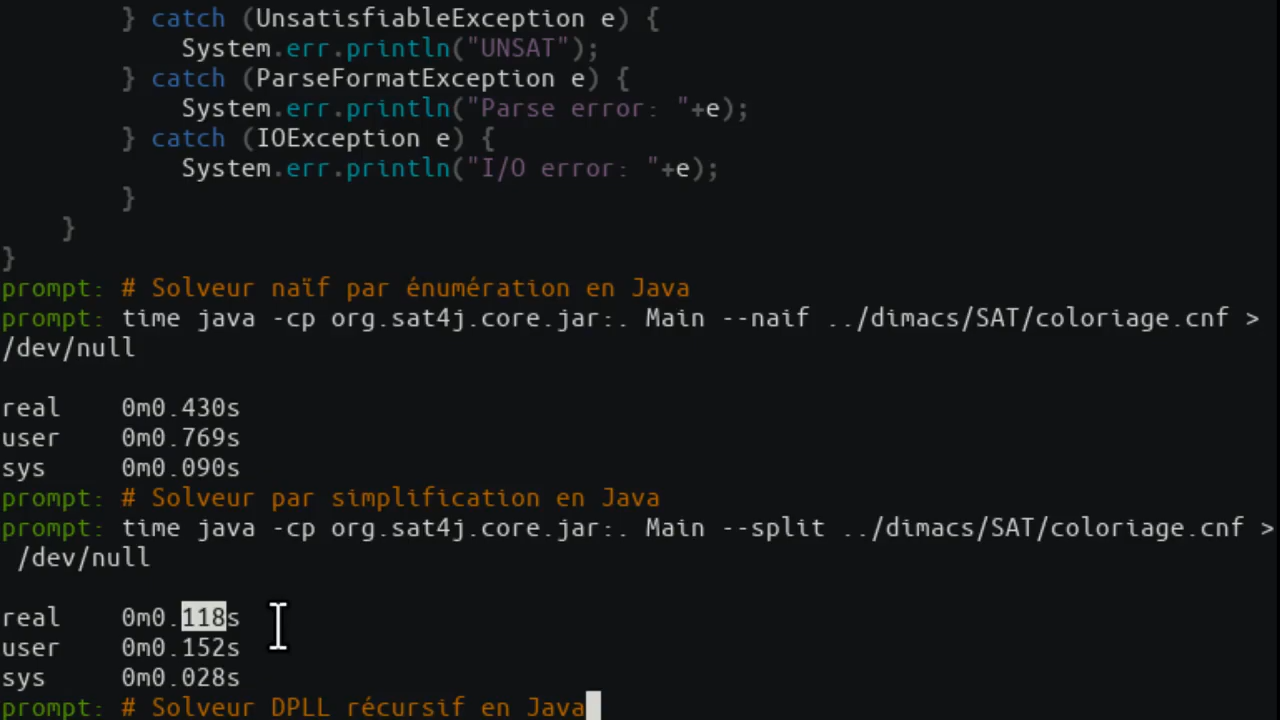 } catch (UnsatisfiableException e) {
System.err.println("UNSAT");
} catch (ParseFormatException e) {
System.err.println("Parse error: "+e);
} catch (IOException e) {
System.err.println("I/O error: "+e);
}
}
}
prompt: # Solveur naïf par énumération en Java
prompt: time java -cp org.sat4j.core.jar:. Main --naif ../dimacs/SAT/coloriage.cnf >
/dev/null
real 0m0.430s
user 0m0.769s
sys 0m0.090s
prompt: # Solveur par simplification en Java
prompt: time java -cp org.sat4j.core.jar:. Main --split ../dimacs/SAT/coloriage.cnf >
/dev/null
real 0m0.118s
user 0m0.152s
sys 0m0.028s
prompt: # Solveur DPLL récursif en Java